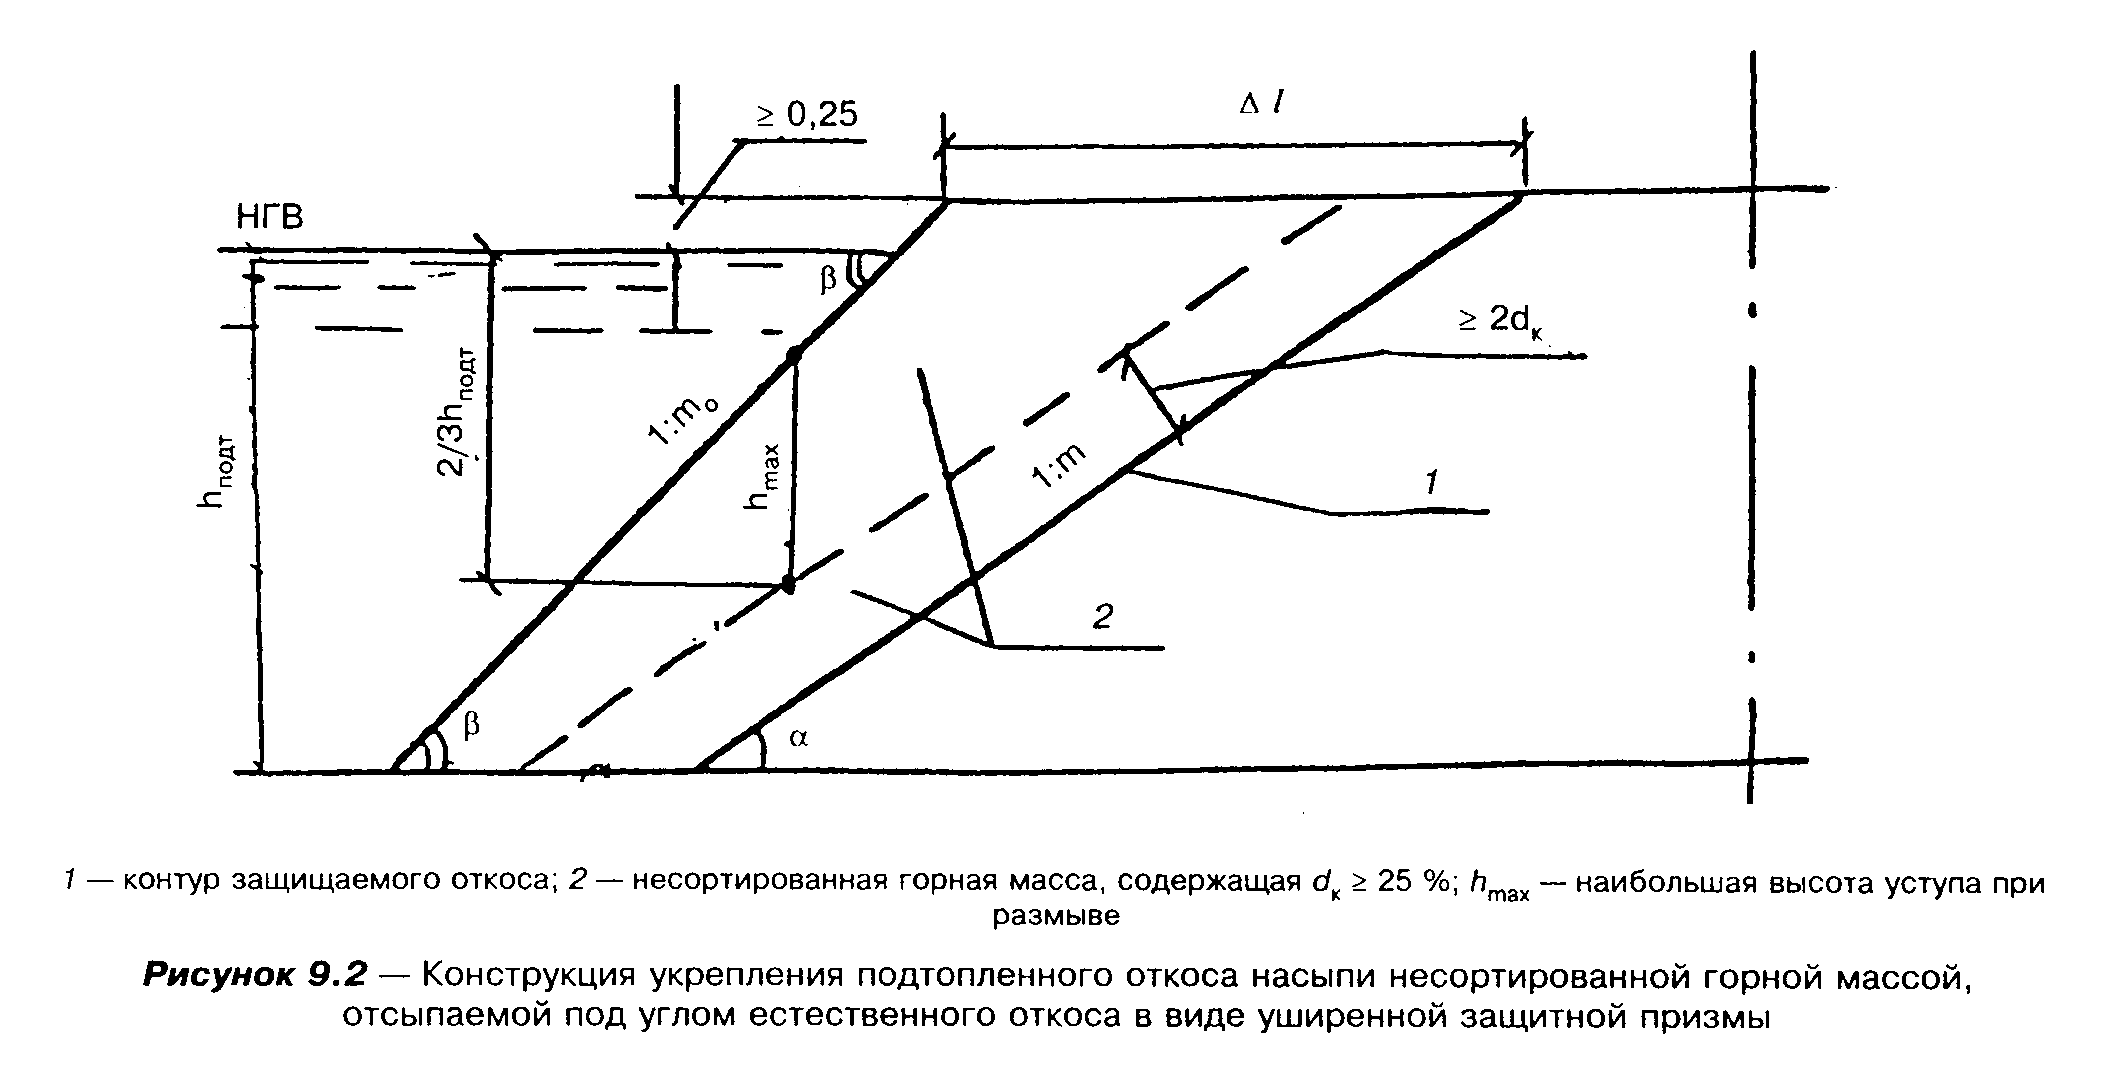 ≥ 0,25
Δ l
НГВ
β
≥ 2dк
1:mо
2/3hподт
hподт
hmax
1:m
1
2
β
α
1 — контур защищаемого откоса; 2 — несортированная горная масса, содержащая dк ≥ 25 %; hmax — наибольшая высота уступа при
размыве
Рисунок 9.2 — Конструкция укрепления подтопленного откоса насыпи несортированной горной массой,
отсыпаемой под углом естественного откоса в виде уширенной защитной призмы